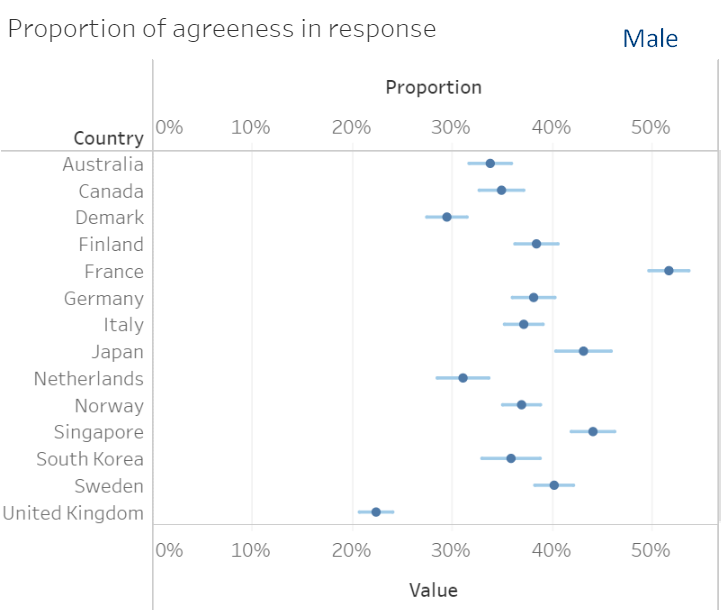 Proportion of agreeness in response
Male
Proportion
Country
0% 10% 20% 30% 40% 50%
Australia
Canada
Demark
Finland
France
Germany
Italy
Japan
Netherlands
Norway
Singapore
South Korea
Sweden
United Kingdom
0% 10% 20% 30% 40% 50%
Value